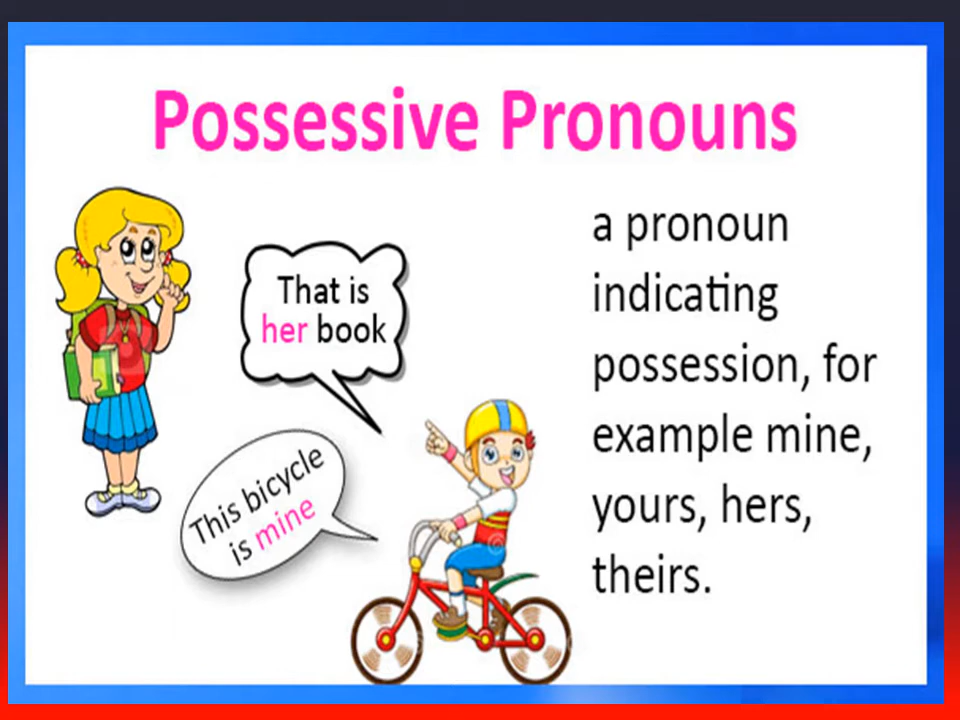 Possessive Pronouns
a pronoun
indicating
possession, for
example mine,
yours, hers,
theirs.
That is
her book
This bicycle
is mine